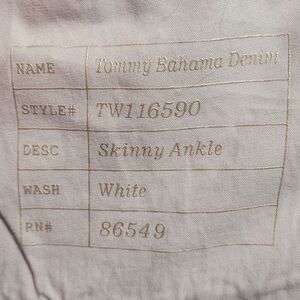 NAME Tommy Bahama Denim
STYLE# TW116590
DESC Skinny Ankle
WASH White
RN# 86549